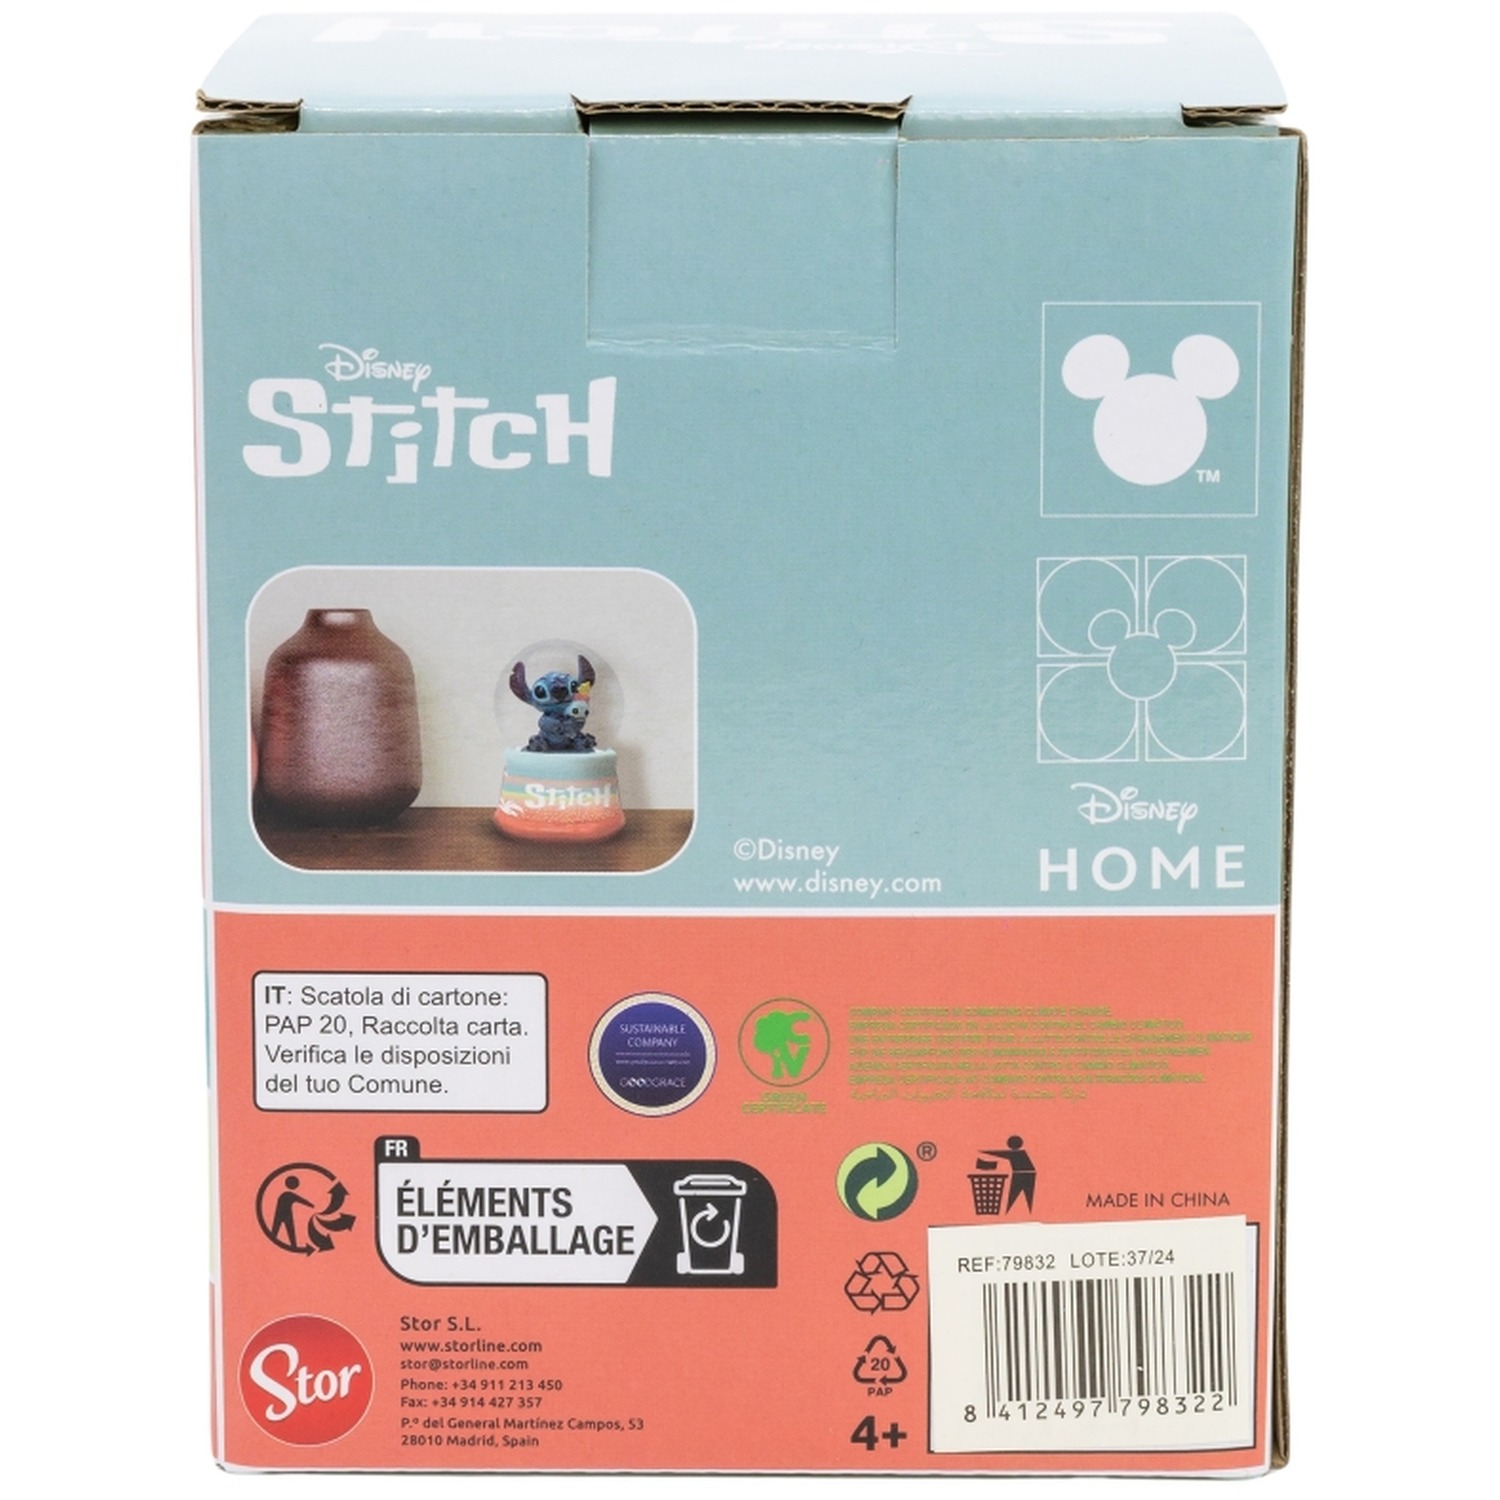 Disney
Stitch
TM
Stitch
©Disney
www.disney.com
Disney
HOME
IT: Scatola di cartone:
PAP 20, Raccolta carta.
Verifica le disposizioni
del tuo Comune.
SUSTAINABLE
COMPANY
GOODGRACE
CV
GREEN
CERTIFICATE
FR
ÉLÉMENTS
D'EMBALLAGE
®
MADE IN CHINA
REF:79832 LOTE:37/24
8 412497 798322
Stor
Stor S.L.
www.storline.com
stor@storline.com
Phone: +34 911 213 450
Fax: +34 914 427 357
P.º del General Martínez Campos, 53
28010 Madrid, Spain
20
PAP
4+